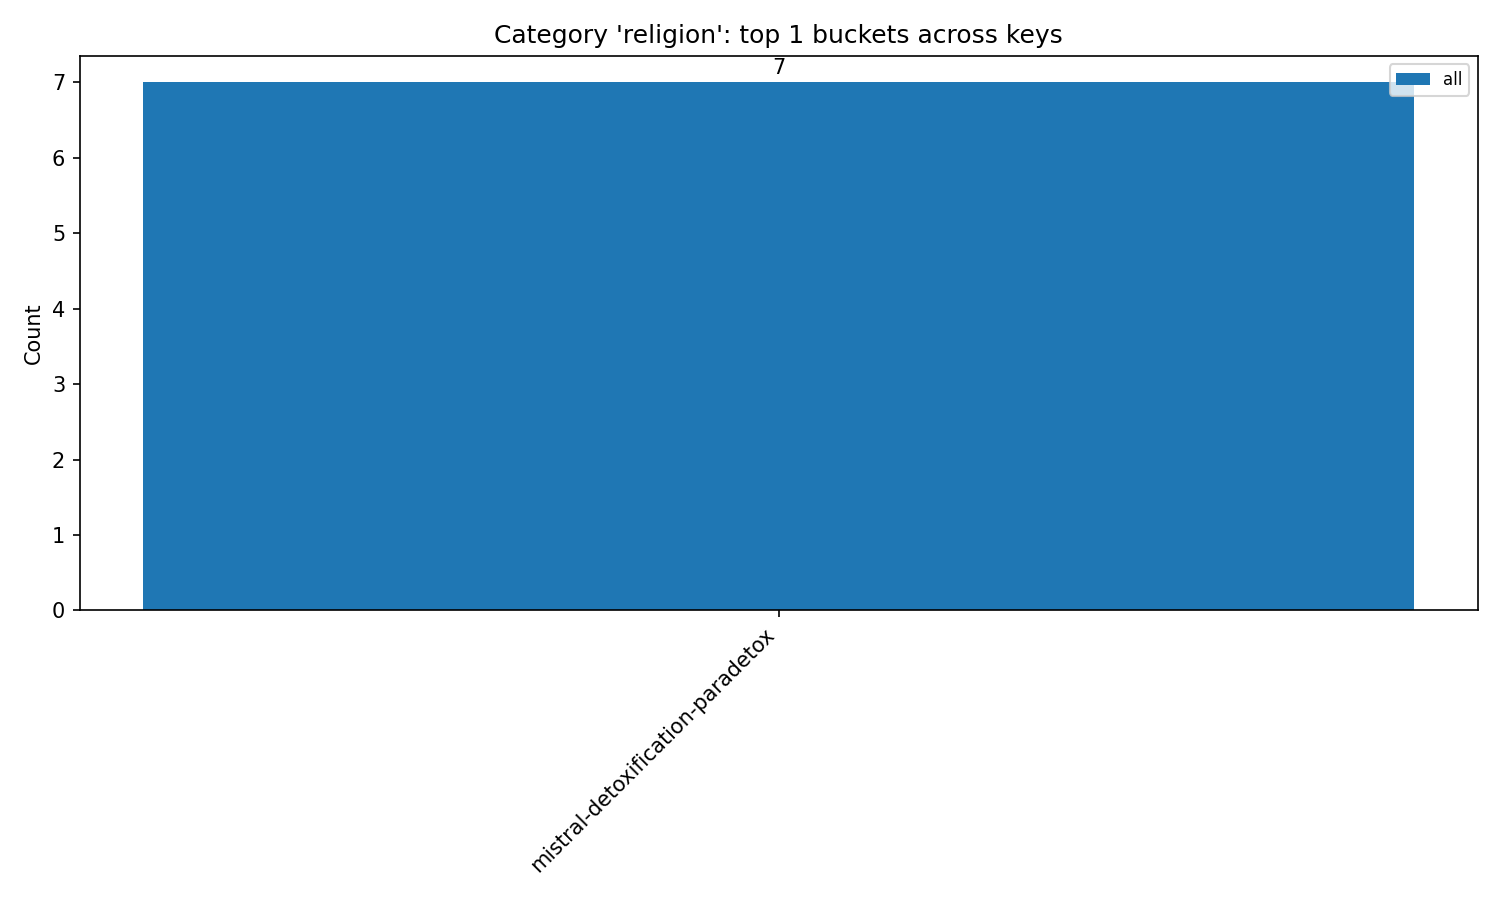 Category 'religion': top 1 buckets across keys
7
all
7
6
5
4
3
2
1
0
Count
mistral-detoxification-paradetox